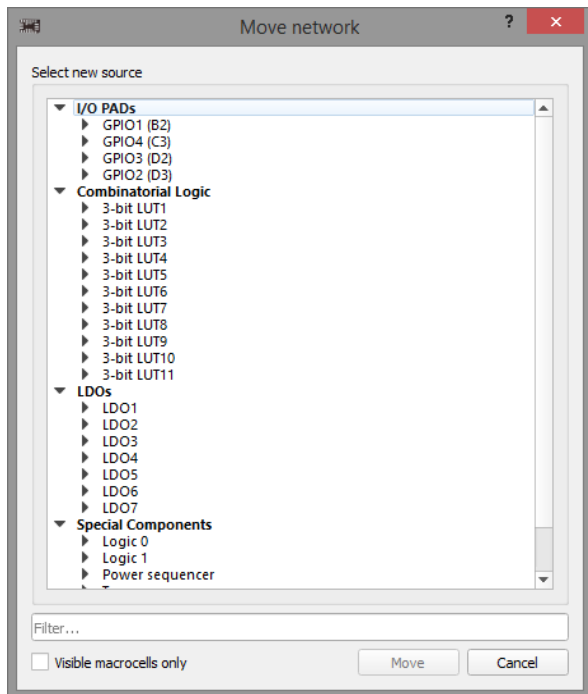 Move network
?
Select new source
I/O PADs
GPIO1 (B2)
GPIO4 (C3)
GPIO3 (D2)
GPIO2 (D3)
Combinatorial Logic
3-bit LUT1
3-bit LUT2
3-bit LUT3
3-bit LUT4
3-bit LUT5
3-bit LUT6
3-bit LUT7
3-bit LUT8
3-bit LUT9
3-bit LUT10
3-bit LUT11
LDOs
LDO1
LDO2
LDO3
LDO4
LDO5
LDO6
LDO7
Special Components
Logic 0
Logic 1
Power sequencer
Filter...
Visible macrocells only
Move
Cancel